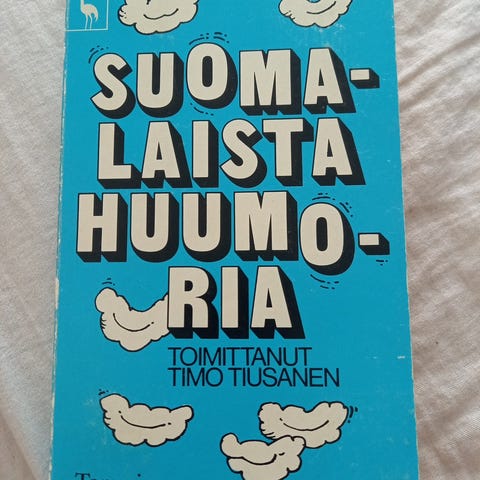 SUOMA-
LAISTA
HUUMO-
RIA
TOIMITTANUT
TIMO TIUSANEN